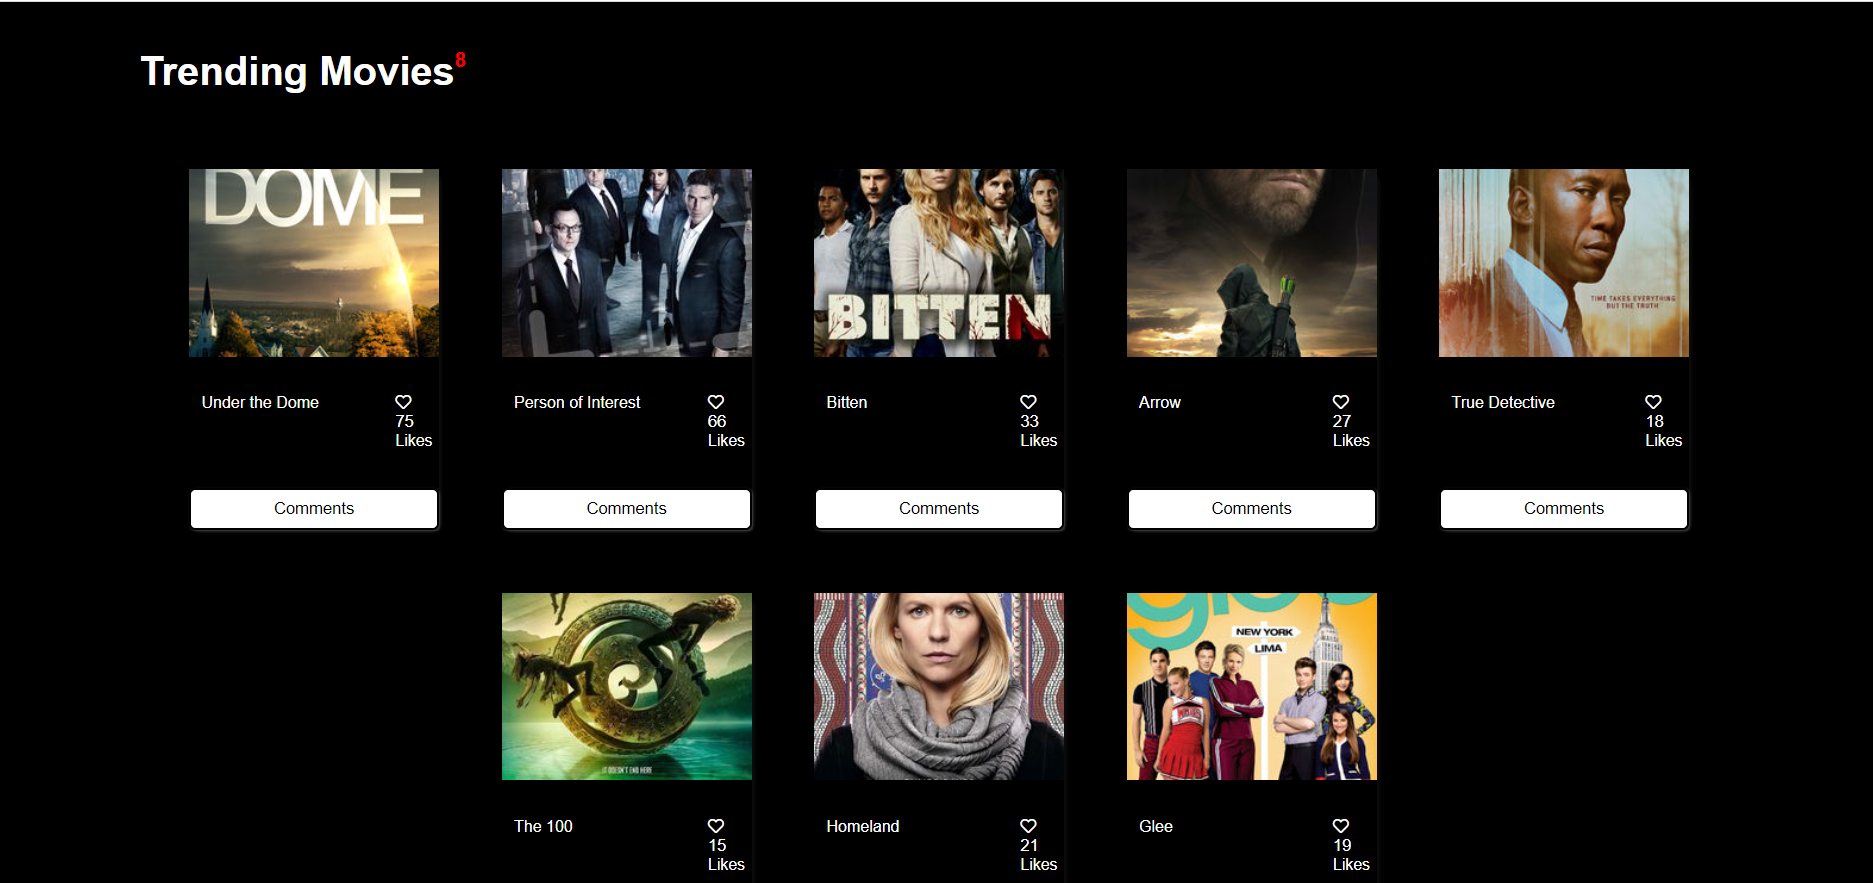 Trending Movies8
DOME
BITTEN
TIME TAKES EVERYTHING
BUT THE TRUTH
Under the Dome
75
Likes
Person of Interest
66
Likes
Bitten
33
Likes
Arrow
27
Likes
True Detective
18
Likes
Comments
Comments
Comments
Comments
Comments
IT DOESN'T END HERE
glee
NEW YORK
LIMA
The 100
15
Likes
Homeland
21
Likes
Glee
19
Likes